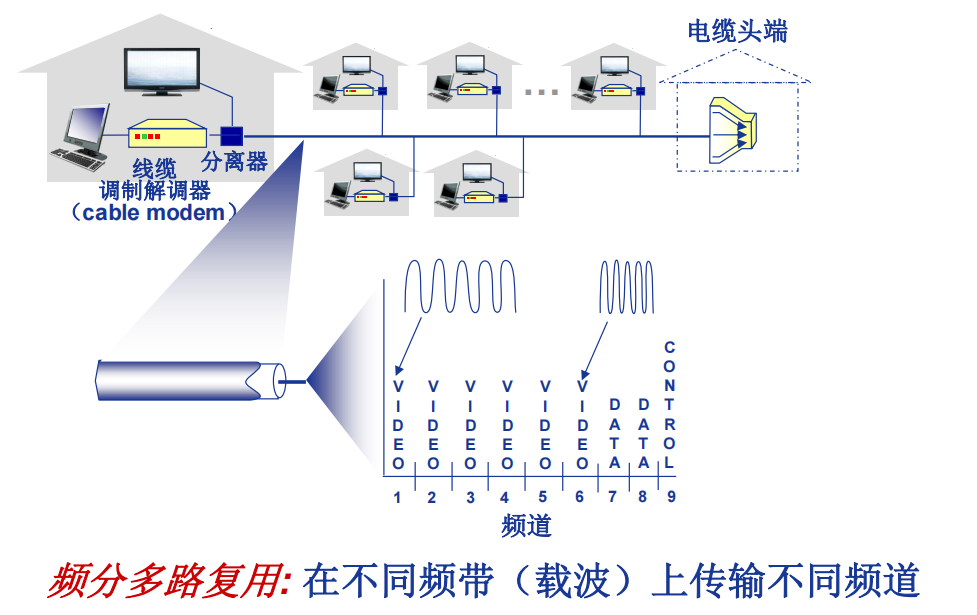 电缆头端
...
线缆
分离器
调制解调器
（cable modem）
VIDEO VIDEO VIDEO VIDEO VIDEO VIDEO DATA DATA CONTROL
1 2 3 4 5 6 7 8 9
频道
频分多路复用: 在不同频带（载波）上传输不同频道